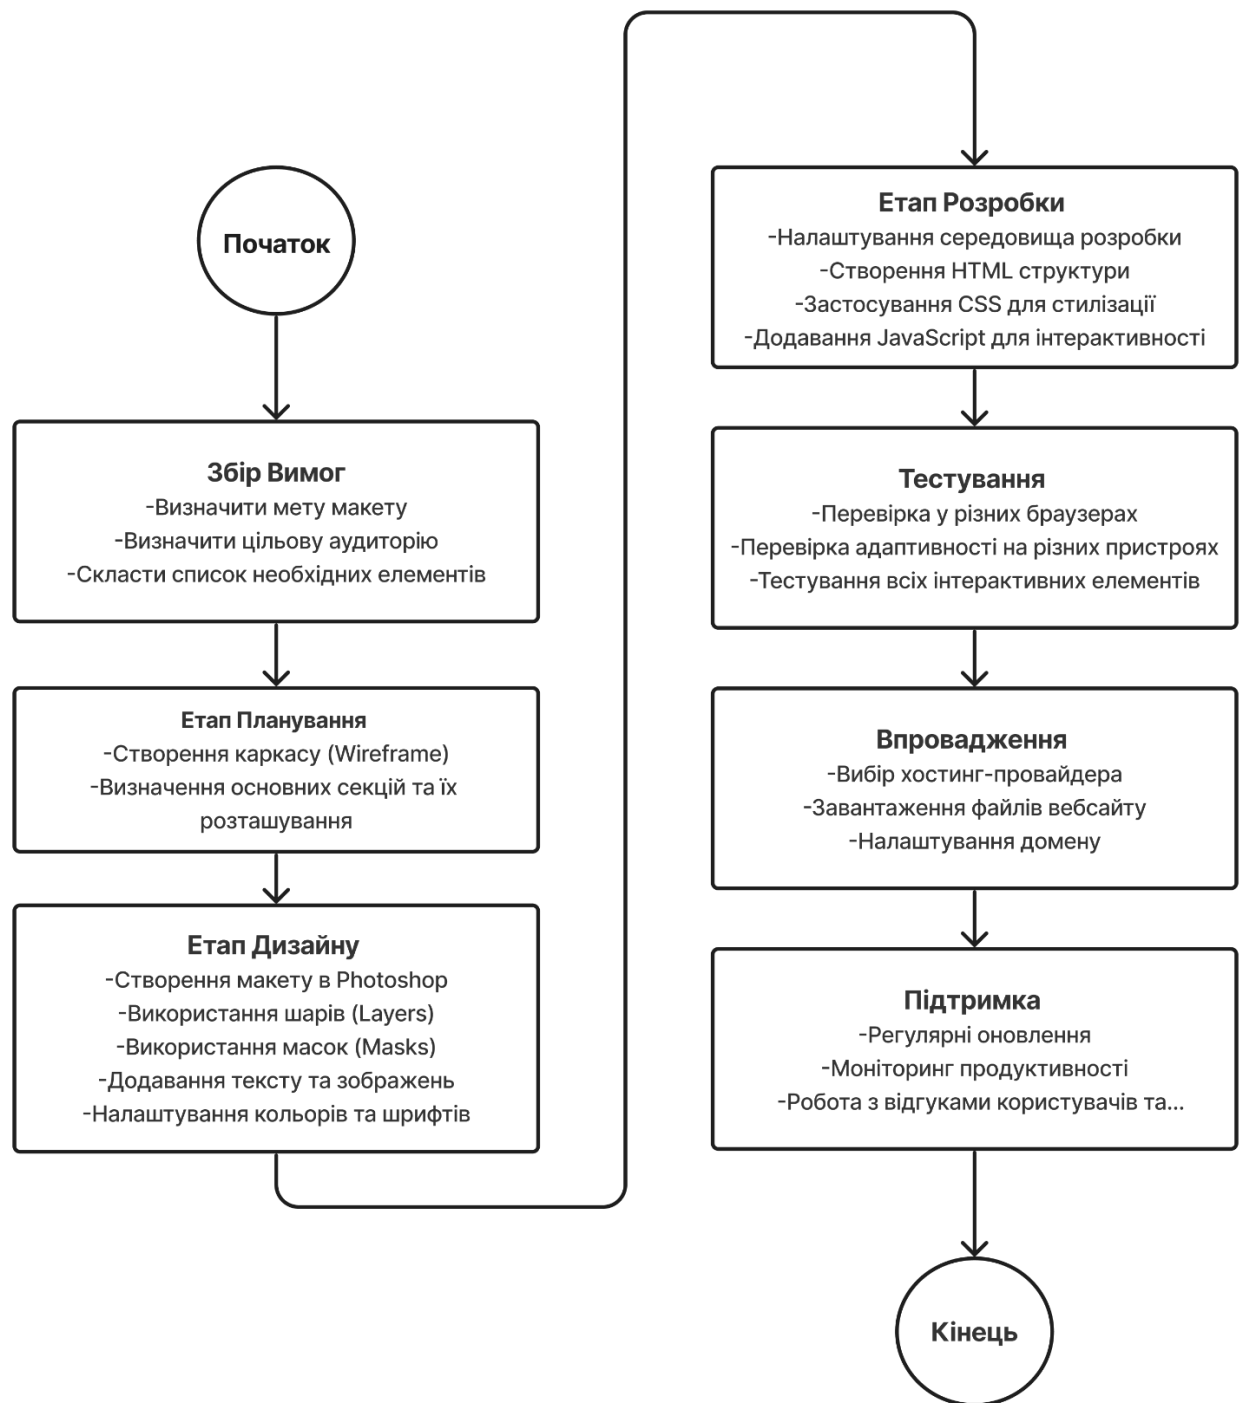 Початок
Збір Вимог
-Визначити мету макету
-Визначити цільову аудиторію
-Скласти список необхідних елементів
Етап Планування
-Створення каркасу (Wireframe)
-Визначення основних секцій та їх
розташування
Етап Дизайну
-Створення макету в Photoshop
-Використання шарів (Layers)
-Використання масок (Masks)
-Додавання тексту та зображень
-Налаштування кольорів та шрифтів
Етап Розробки
-Налаштування середовища розробки
-Створення HTML структури
-Застосування CSS для стилізації
-Додавання JavaScript для інтерактивності
Тестування
-Перевірка у різних браузерах
-Перевірка адаптивності на різних пристроях
-Тестування всіх інтерактивних елементів
Впровадження
-Вибір хостинг-провайдера
-Завантаження файлів вебсайту
-Налаштування домену
Підтримка
-Регулярні оновлення
-Моніторинг продуктивності
-Робота з відгуками користувачів та...
Кінець